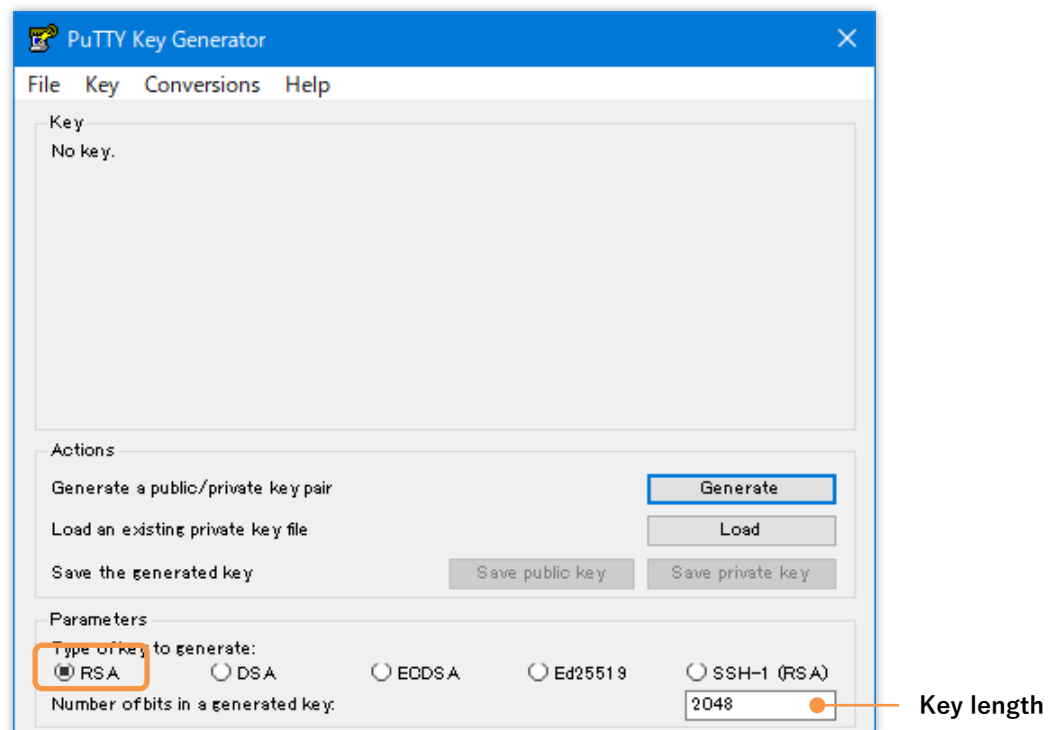 PuTTY Key Generator
File Key Conversions Help
Key
No key.
Actions
Generate a public/private key pair Generate
Load an existing private key file Load
Save the generated key Save public key Save private key
Parameters
Type of key to generate:
RSA DSA ECDSA Ed25519 SSH-1 (RSA)
Number of bits in a generated key: 2048 Key length